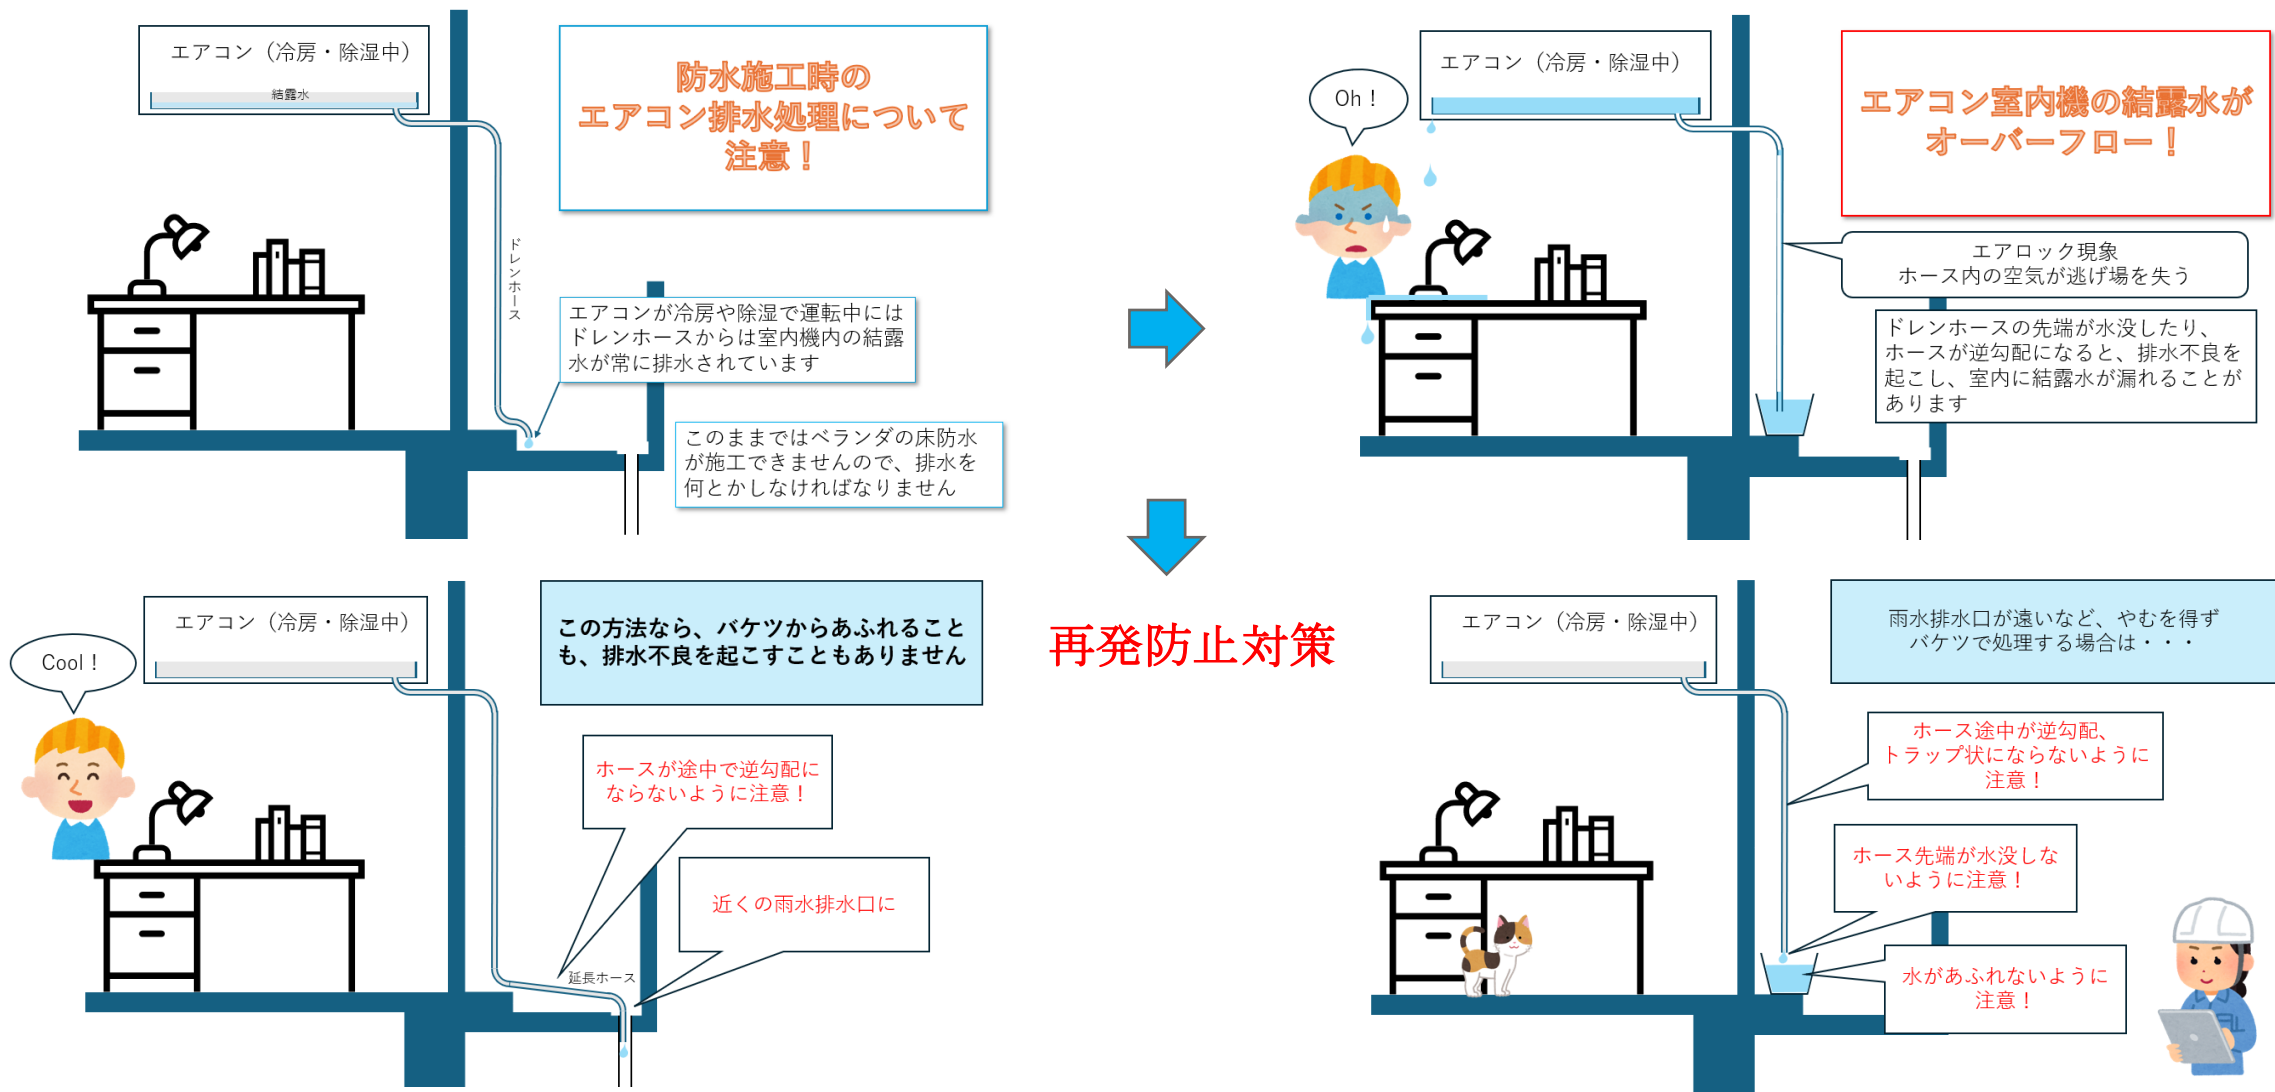 エアコン（冷房・除湿中）
結露水
ドレンホース
防水施工時の
エアコン排水処理について
注意！
エアコンが冷房や除湿で運転中には
ドレンホースからは室内機内の結露
水が常に排水されています
このままではベランダの床防水
が施工できませんので、排水を
何とかしなければなりません
エアコン（冷房・除湿中）
Oh！
エアコン室内機の結露水が
オーバーフロー！
エアロック現象
ホース内の空気が逃げ場を失う
ドレンホースの先端が水没したり、
ホースが逆勾配になると、排水不良を
起こし、室内に結露水が漏れることが
あります
再発防止対策
エアコン（冷房・除湿中）
Cool！
この方法なら、バケツからあふれること
も、排水不良を起こすこともありません
ホースが途中で逆勾配に
ならないように注意！
近くの雨水排水口に
延長ホース
エアコン（冷房・除湿中）
雨水排水口が遠いなど、やむを得ず
バケツで処理する場合は・・・
ホース途中が逆勾配、
トラップ状にならないように
注意！
ホース先端が水没しな
いように注意！
水があふれないように
注意！